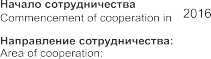 Начало сотрудничества
Commencement of cooperation in 2016
Направление сотрудничества:
Area of cooperation: